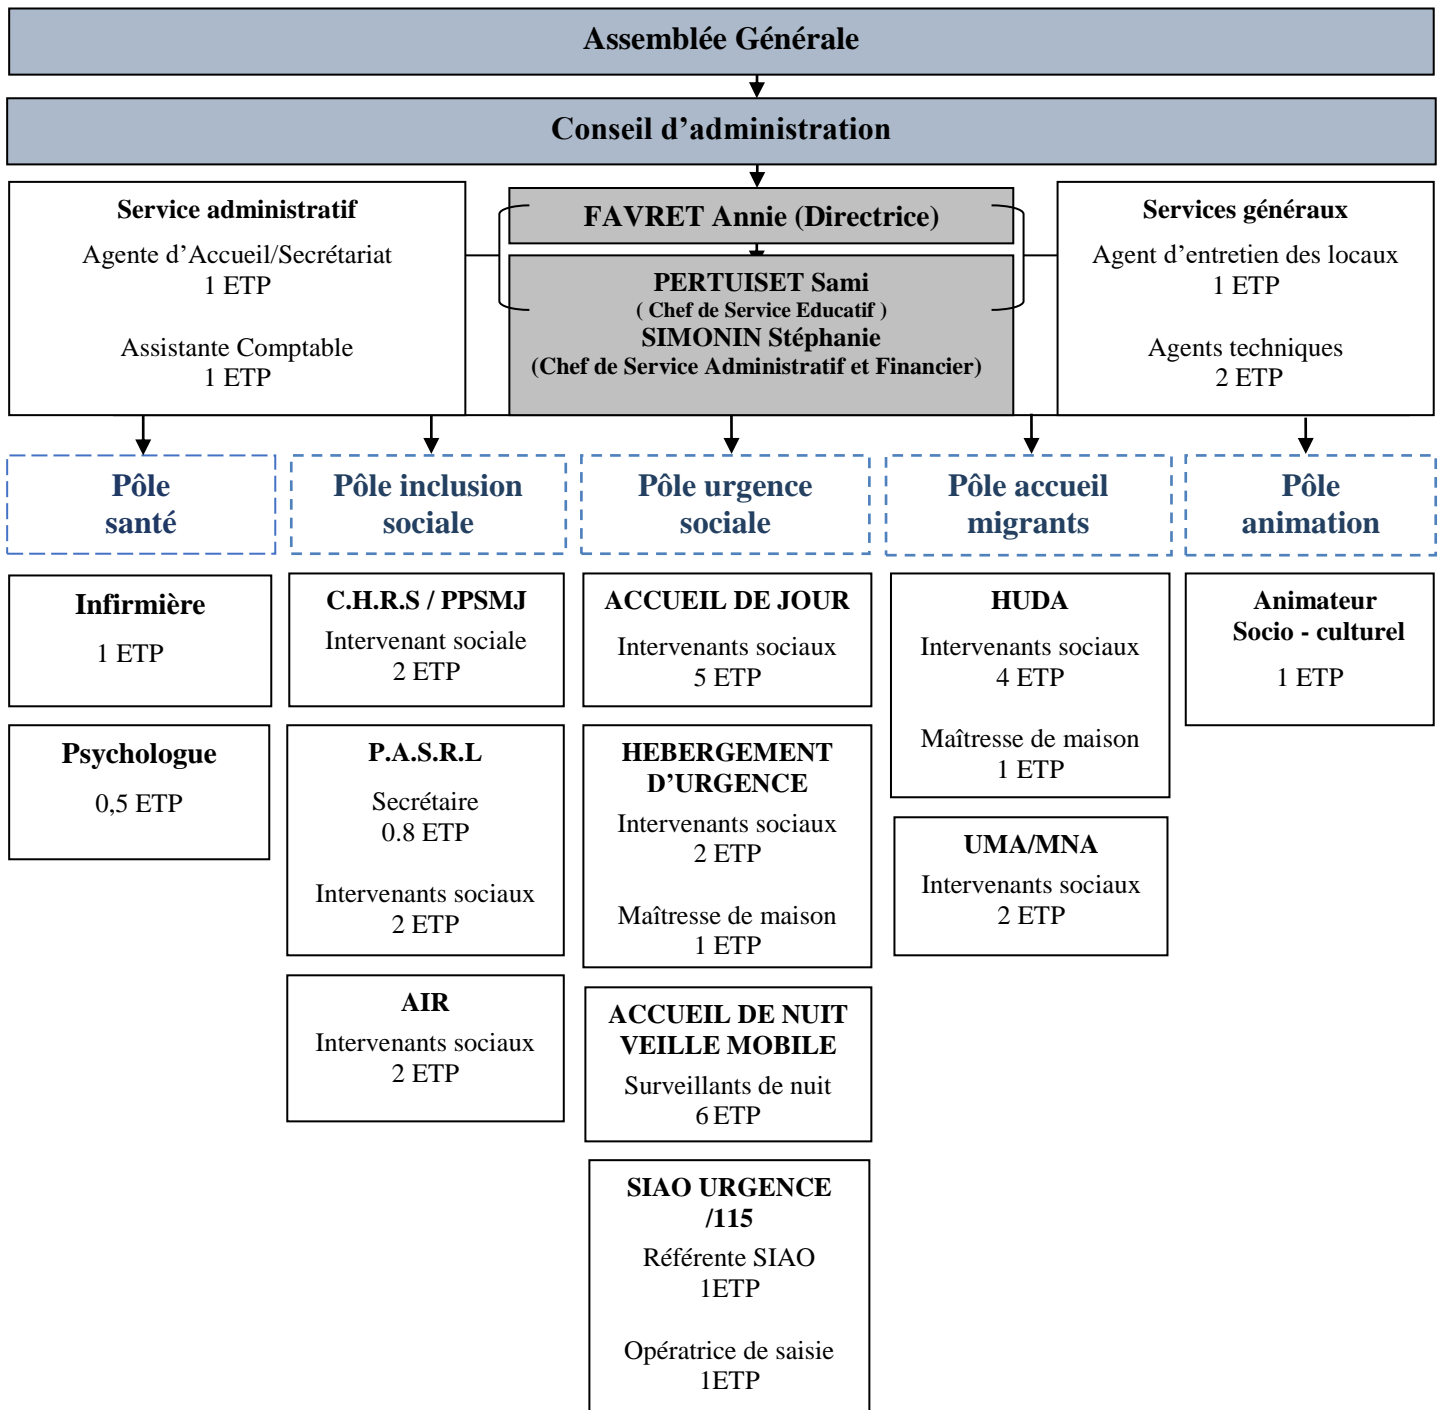 Assemblée Générale
Conseil d’administration
Service administratif
Agente d’Accueil/Secrétariat
1 ETP
Assistante Comptable
1 ETP
FAVRET Annie (Directrice)
PERTUISET Sami
( Chef de Service Educatif )
SIMONIN Stéphanie
(Chef de Service Administratif et Financier)
Services généraux
Agent d’entretien des locaux
1 ETP
Agents techniques
2 ETP
Pôle
santé
Infirmière
1 ETP
Psychologue
0,5 ETP
Pôle inclusion
sociale
C.H.R.S / PPSMJ
Intervenant sociale
2 ETP
P.A.S.R.L
Secrétaire
0.8 ETP
Intervenants sociaux
2 ETP
AIR
Intervenants sociaux
2 ETP
Pôle urgence
sociale
ACCUEIL DE JOUR
Intervenants sociaux
5 ETP
HEBERGEMENT
D’URGENCE
Intervenants sociaux
2 ETP
Maîtresse de maison
1 ETP
ACCUEIL DE NUIT
VEILLE MOBILE
Surveillants de nuit
6 ETP
SIAO URGENCE
/115
Référente SIAO
1ETP
Opératrice de saisie
1ETP
Pôle accueil
migrants
HUDA
Intervenants sociaux
4 ETP
Maîtresse de maison
1 ETP
UMA/MNA
Intervenants sociaux
2 ETP
Pôle
animation
Animateur
Socio - culturel
1 ETP